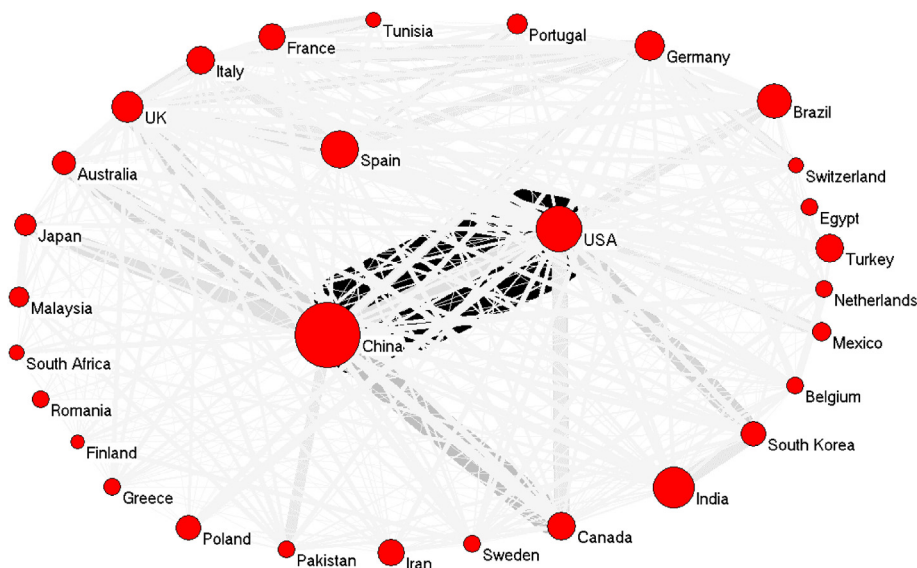 Tunisia
Portugal
France
Germany
Italy
Brazil
UK
Spain
Australia
Switzerland
Egypt
Japan
USA
Turkey
Netherlands
Malaysia
Mexico
China
South Africa
Belgium
Romania
South Korea
Finland
Greece
India
Poland
Canada
Pakistan
Sweden
Iran